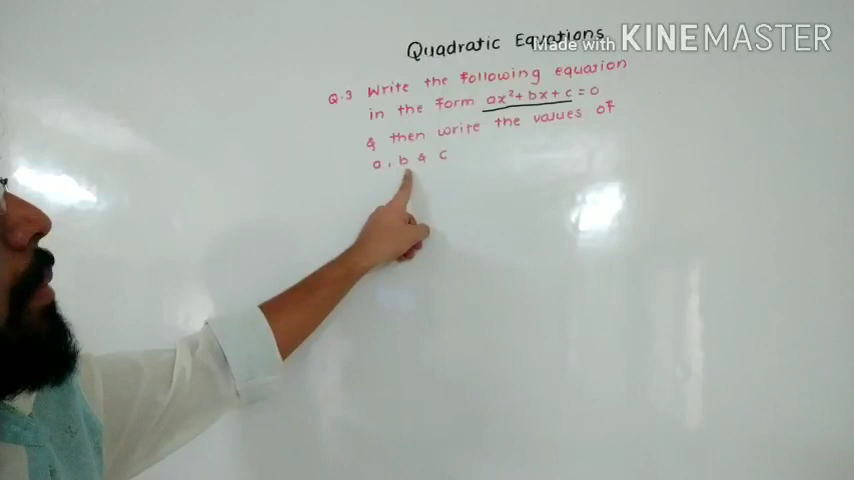 Quadratic Equations
Made with KINEMASTER
Q.3 Write the following equation
in the form ax²+bx+c=0
& then write the values of
a, b & c